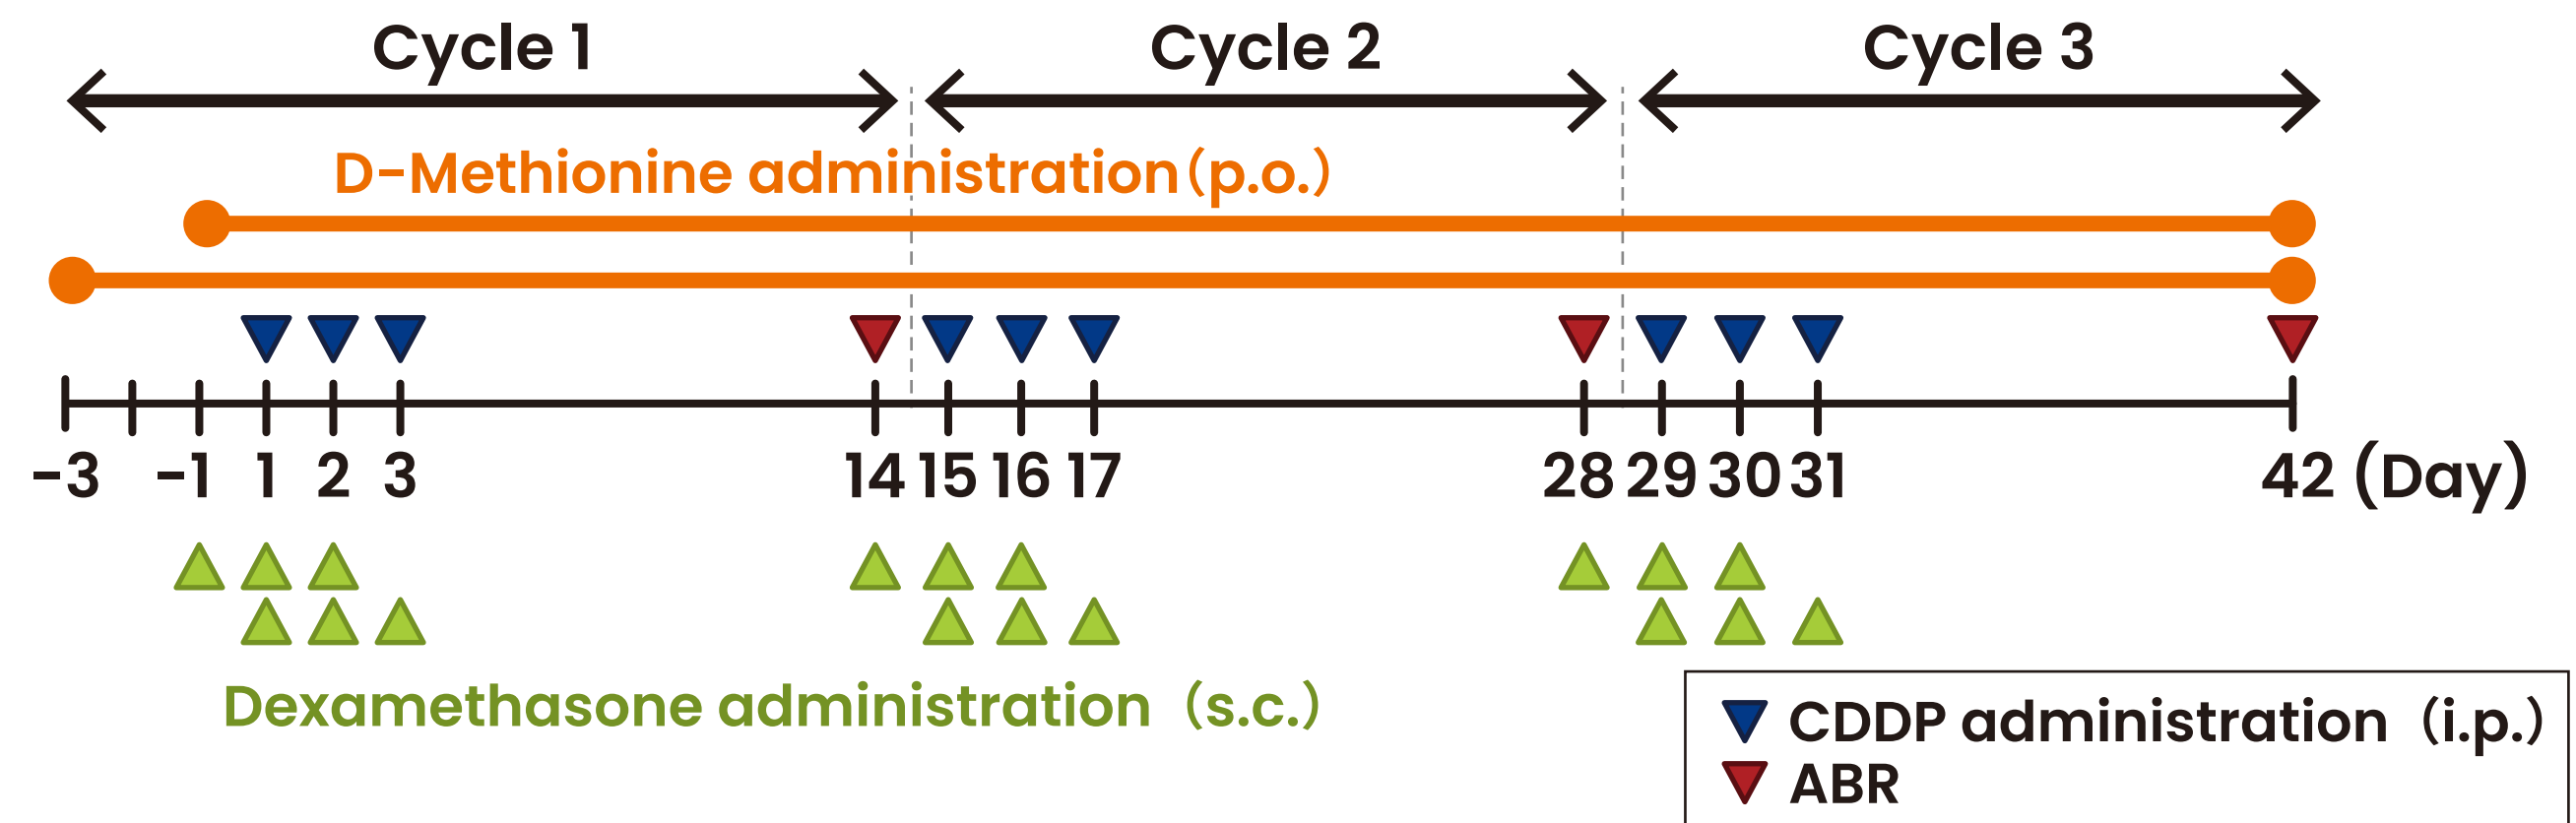 Cycle 1 Cycle 2 Cycle 3
D-Methionine administration（p.o.）
-3 -1 1 2 3 14 15 16 17 28 29 30 31 42 (Day)
Dexamethasone administration（s.c.）
CDDP administration（i.p.）
ABR